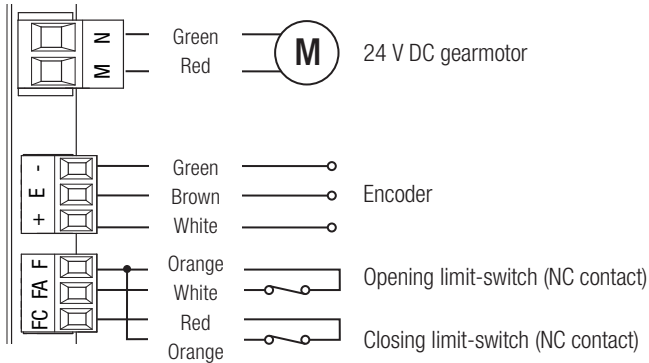 N Green
M Red
M
24 V DC gearmotor
- Green
E Brown
+ White
Encoder
F Orange
FA White
Opening limit-switch (NC contact)
FC Red
Orange
Closing limit-switch (NC contact)